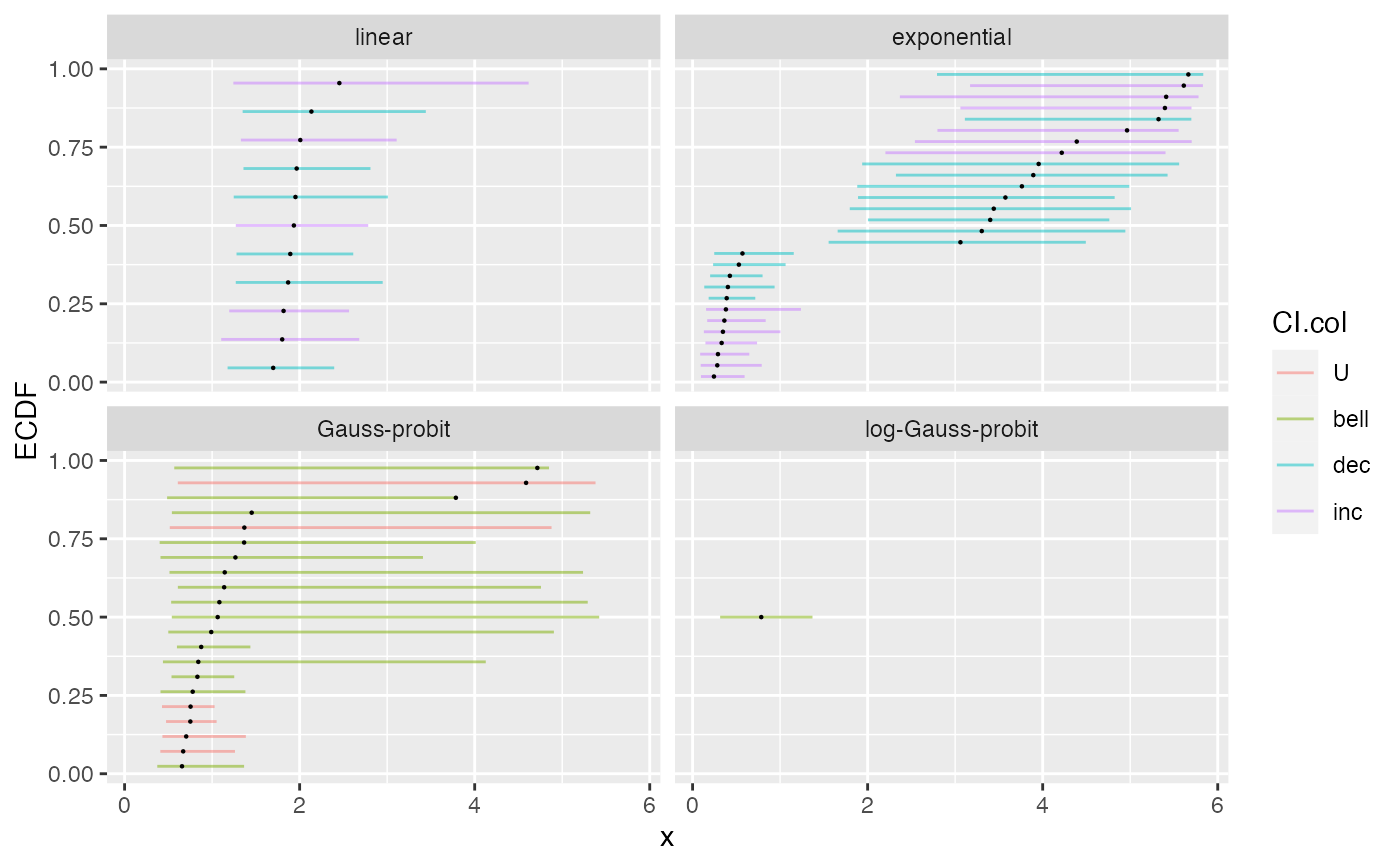 linear
exponential
1.00
0.75
0.50
0.25
0.00
Gauss-probit
log-Gauss-probit
1.00
0.75
0.50
0.25
0.00
0 2 4 6
0 2 4 6
x
ECDF
CI.col
U
bell
dec
inc